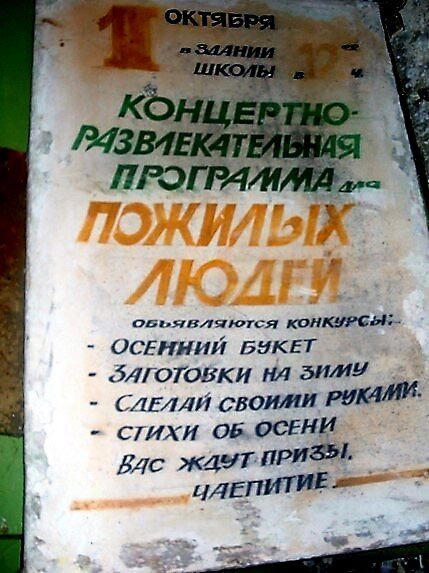 1 ОКТЯБРЯ
в ЗДАНИИ
ШКОЛЫ в 12 ч.
КОНЦЕРТНО-
РАЗВЛЕКАТЕЛЬНАЯ
ПРОГРАММА для
ПОЖИЛЫХ
ЛЮДЕЙ
ОБЪЯВЛЯЮТСЯ КОНКУРСЫ:
- ОСЕННИЙ БУКЕТ
- ЗАГОТОВКИ НА ЗИМУ
- СДЕЛАЙ СВОИМИ РУКАМИ.
- СТИХИ ОБ ОСЕНИ
ВАС ЖДУТ ПРИЗЫ,
ЧАЕПИТИЕ.